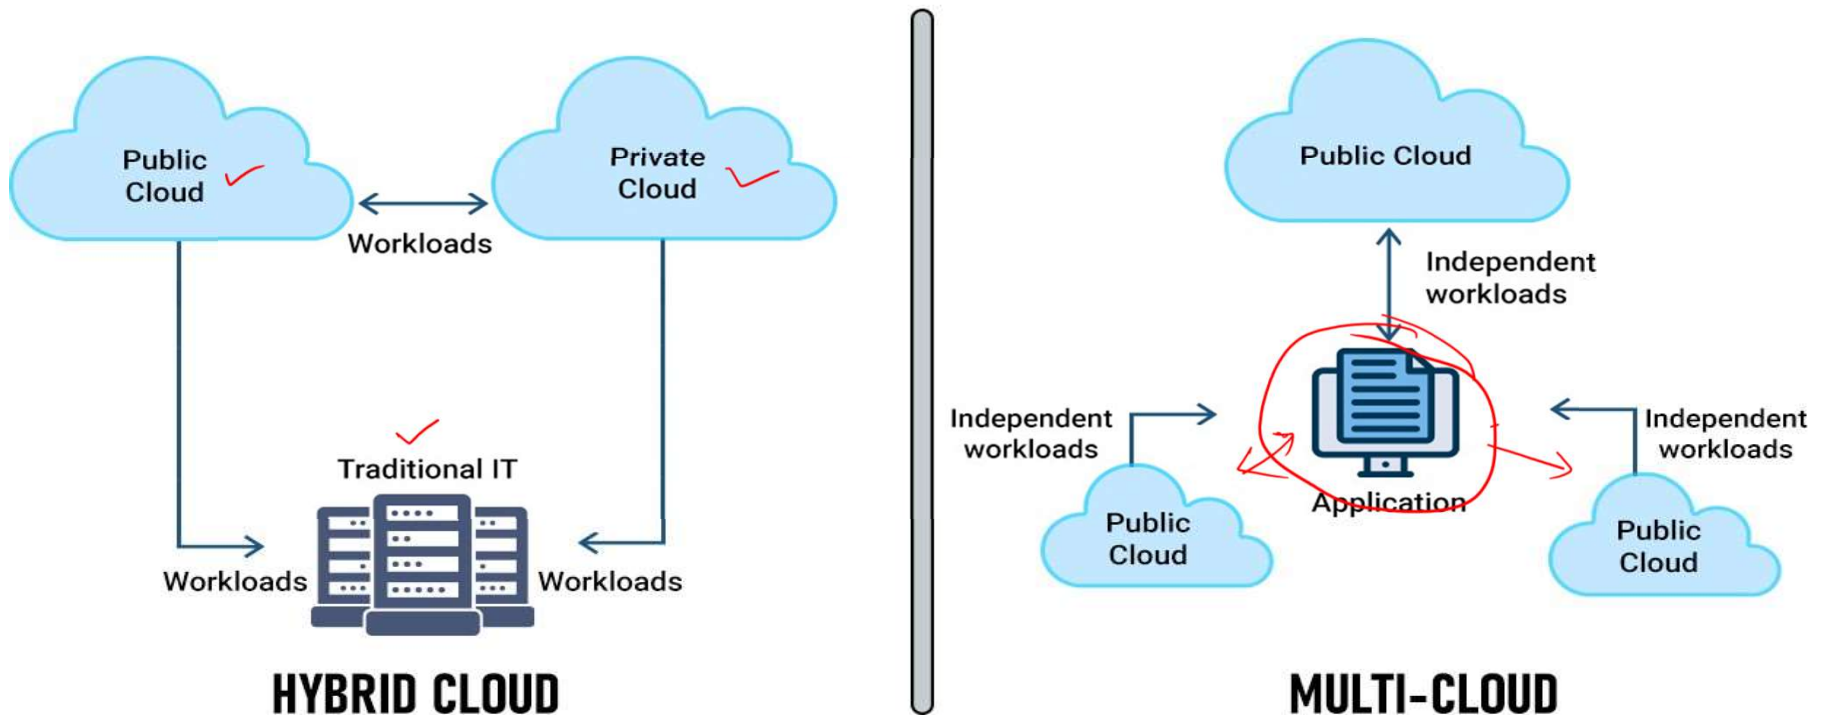 Public
Cloud
Private
Cloud
Workloads
Traditional IT
Workloads
Workloads
HYBRID CLOUD
Public Cloud
Independent
workloads
Independent
workloads
Application
Independent
workloads
Public
Cloud
Public
Cloud
MULTI-CLOUD